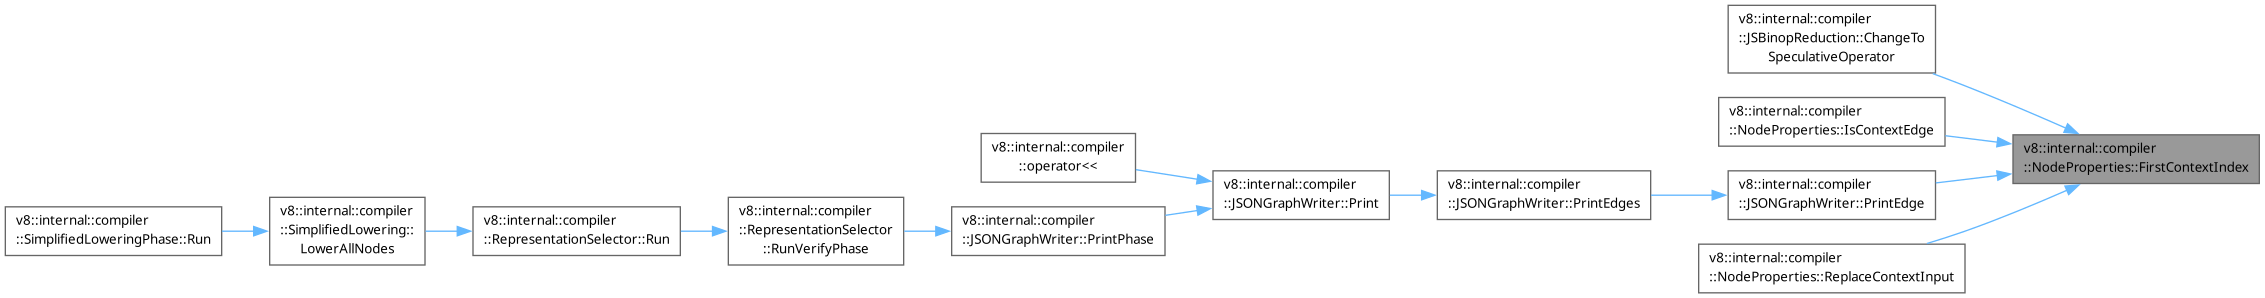 v8::internal::compiler
::JSBinopReduction::ChangeTo
SpeculativeOperator
v8::internal::compiler
::NodeProperties::IsContextEdge
v8::internal::compiler
::NodeProperties::FirstContextIndex
v8::internal::compiler
::operator<<
v8::internal::compiler
::JSONGraphWriter::Print
v8::internal::compiler
::JSONGraphWriter::PrintEdges
v8::internal::compiler
::JSONGraphWriter::PrintEdge
v8::internal::compiler
::SimplifiedLoweringPhase::Run
v8::internal::compiler
::SimplifiedLowering::
LowerAllNodes
v8::internal::compiler
::RepresentationSelector::Run
v8::internal::compiler
::RepresentationSelector
::RunVerifyPhase
v8::internal::compiler
::JSONGraphWriter::PrintPhase
v8::internal::compiler
::NodeProperties::ReplaceContextInput